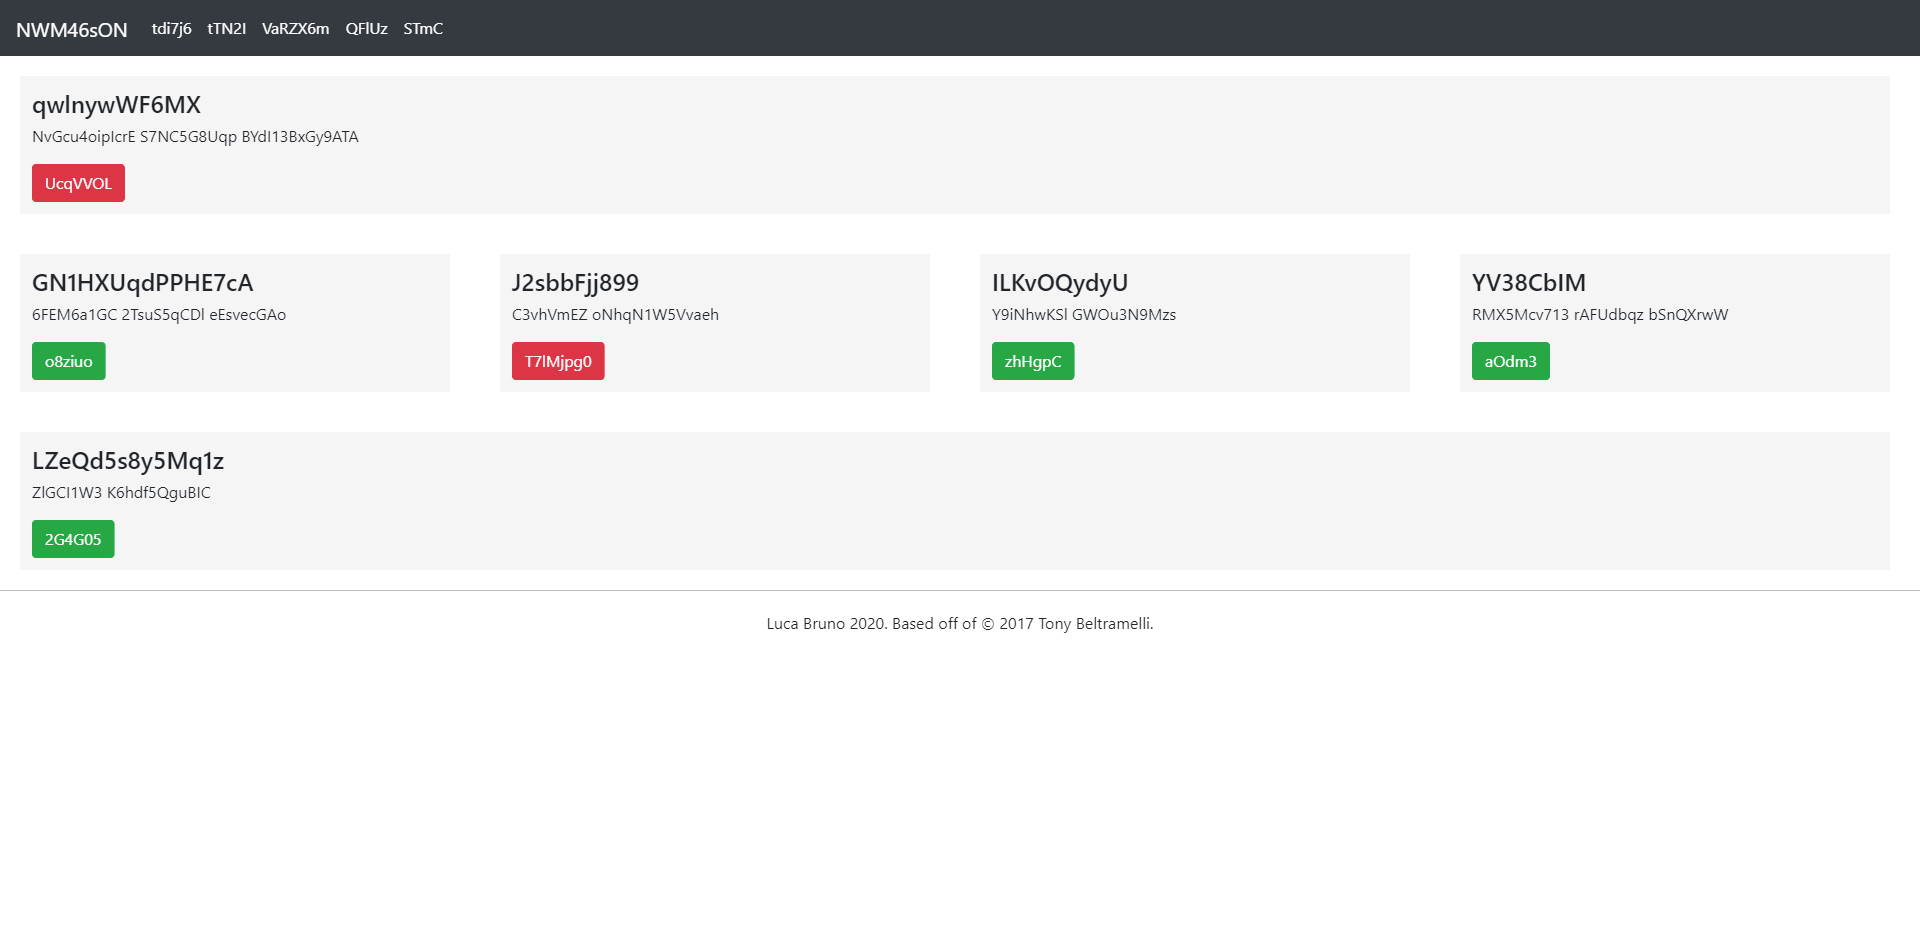 NWM46sON tdi7j6 tTN2I VaRZX6m QFlUz STmC
qwlnywWF6MX
NvGcu4oipIcrE S7NC5G8Uqp BYdI13BxGy9ATA
UcqVVOL
GN1HXUqdPPHE7cA
6FEM6a1GC 2TsuS5qCDl eEsvecGAo
o8ziuo
J2sbbFjj899
C3vhVmEZ oNhqN1W5Vvaeh
T7lMjpg0
ILKvOQydyU
Y9iNhwKSl GWOu3N9Mzs
zhHgpC
YV38CbIM
RMX5Mcv713 rAFUdbqz bSnQXrwW
aOdm3
LZeQd5s8y5Mq1z
ZlGCI1W3 K6hdf5QguBIC
2G4G05
Luca Bruno 2020. Based off of © 2017 Tony Beltramelli.